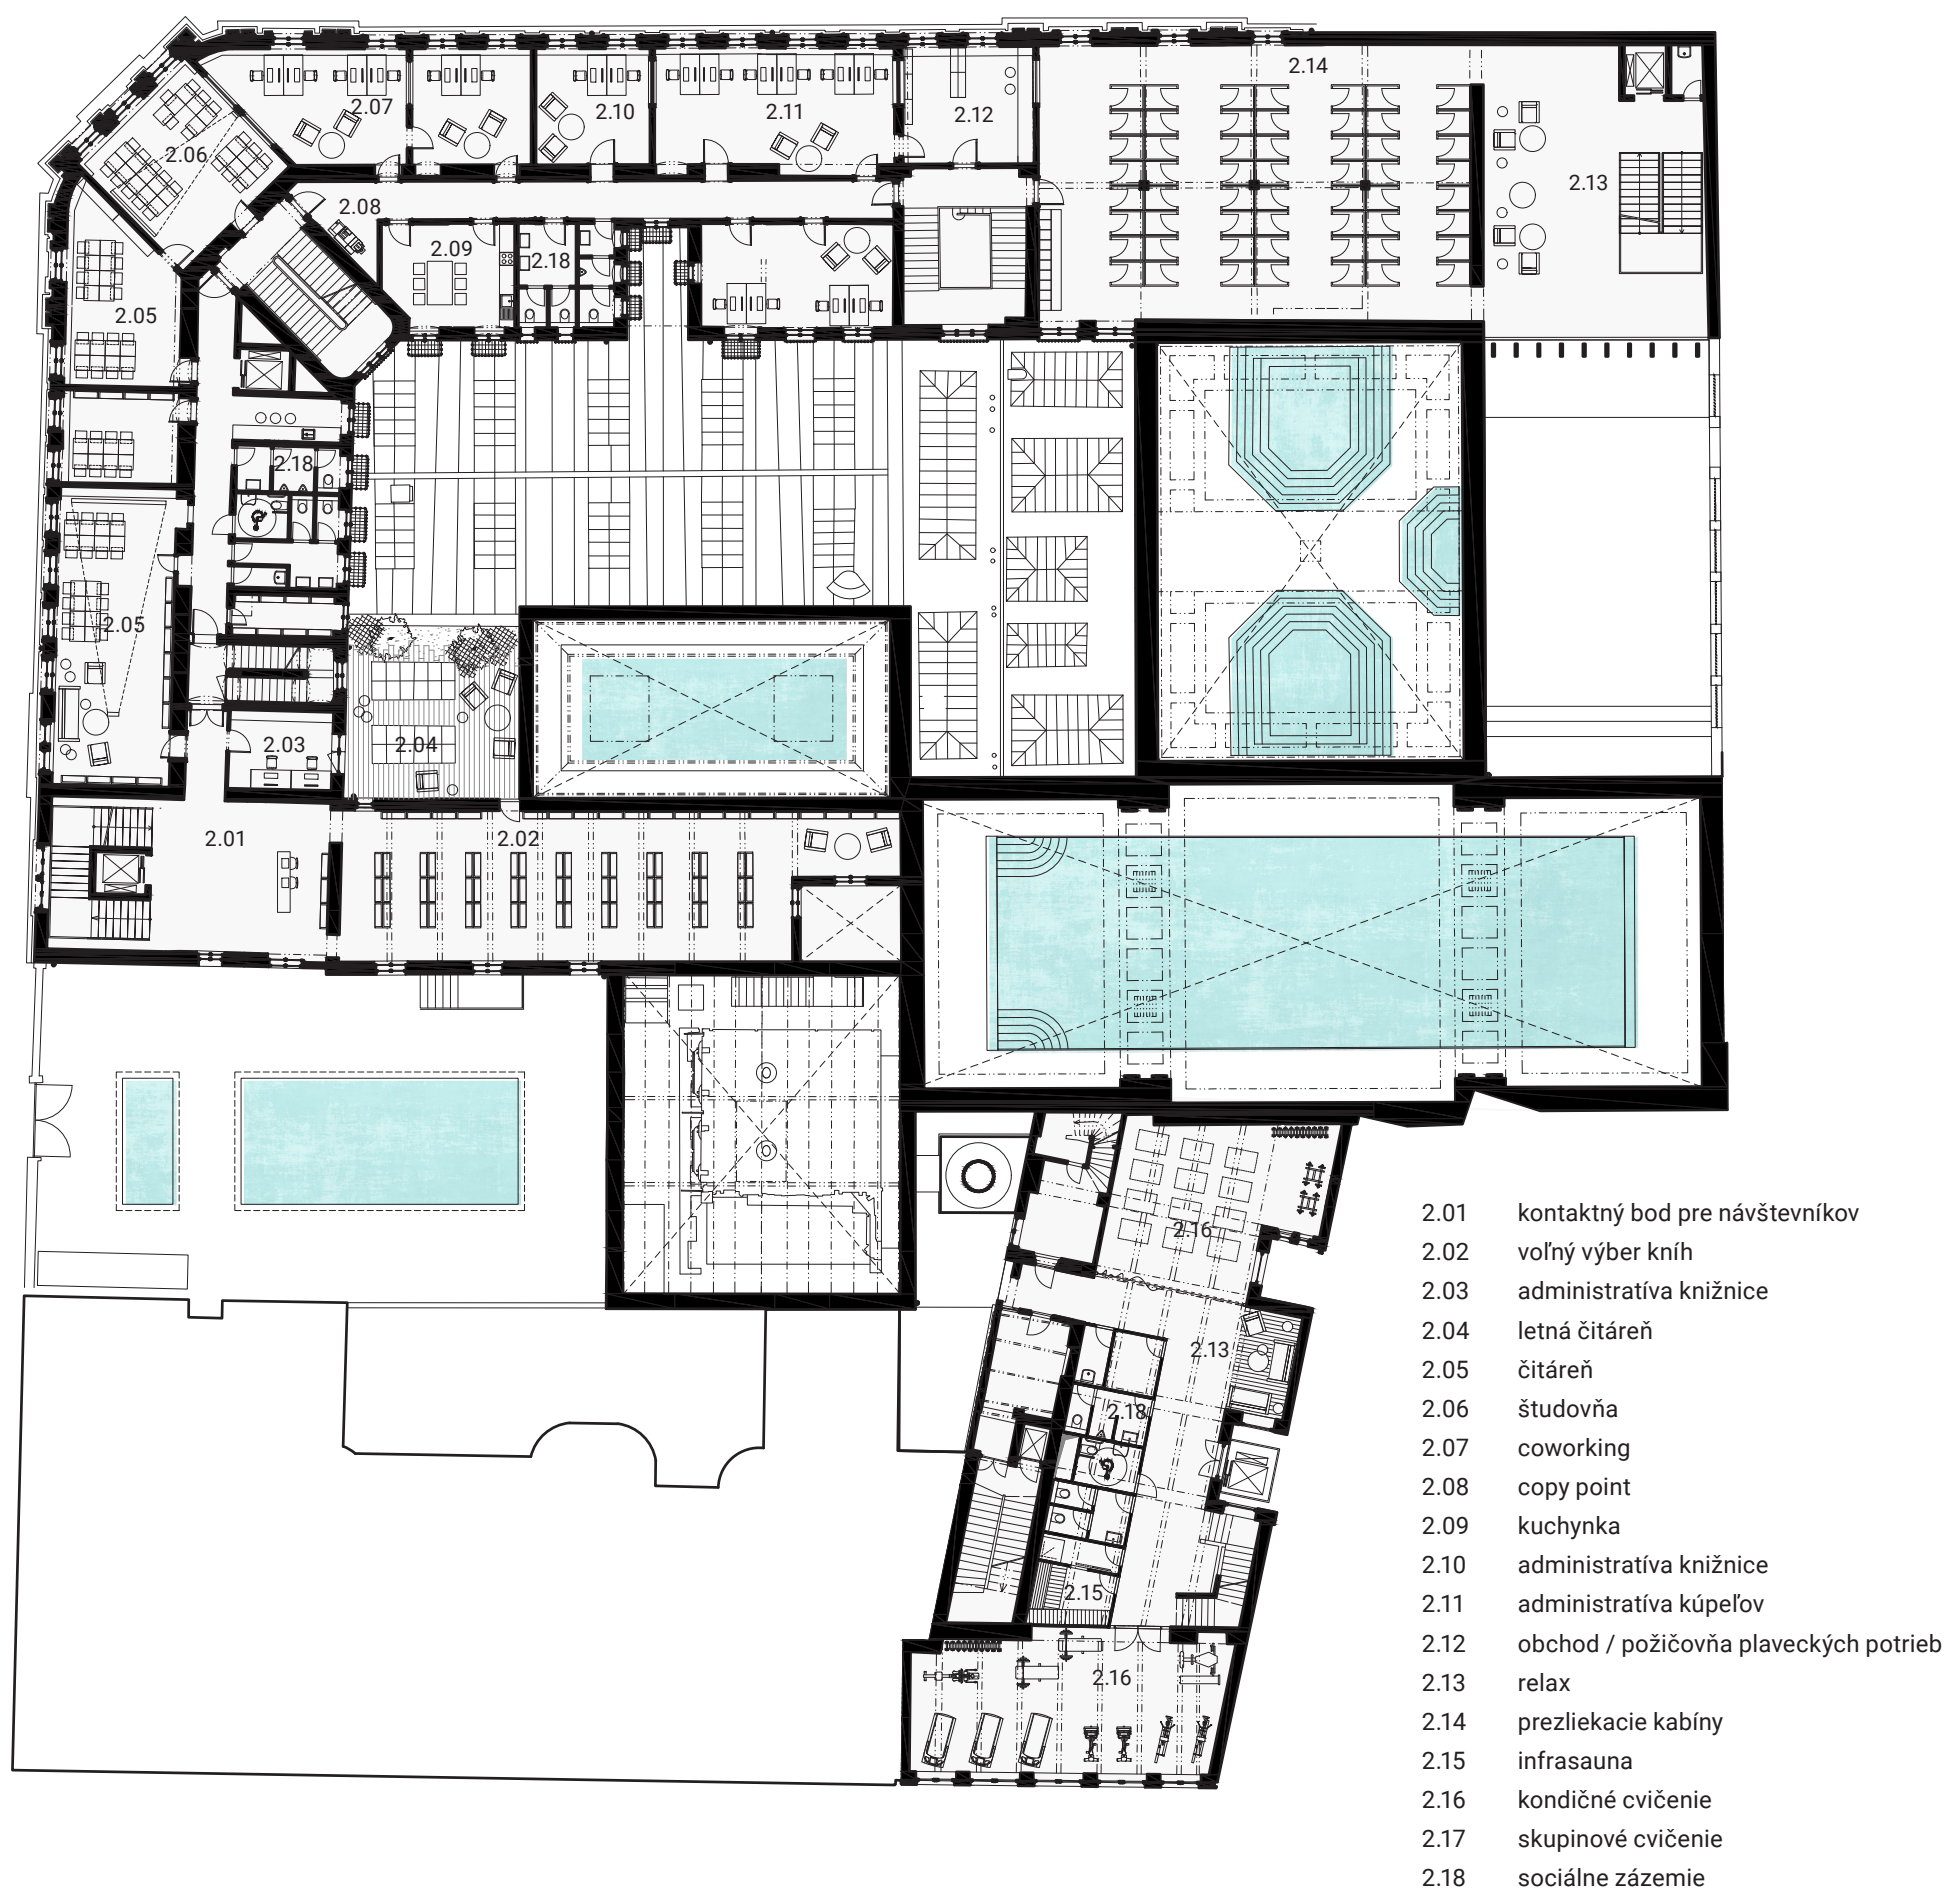 2.14
2.07
2.10
2.11
2.12
2.06
2.13
2.08
2.09
2.18
2.05
2.18
2.05
2.03
2.04
2.01
2.02
2.16
2.13
2.18
2.15
2.16
2.01 kontaktný bod pre návštevníkov
2.02 voľný výber kníh
2.03 administratíva knižnice
2.04 letná čitáreň
2.05 čitáreň
2.06 študovňa
2.07 coworking
2.08 copy point
2.09 kuchynka
2.10 administratíva knižnice
2.11 administratíva kúpeľov
2.12 obchod / požičovňa plaveckých potrieb
2.13 relax
2.14 prezliekacie kabíny
2.15 infrasauna
2.16 kondičné cvičenie
2.17 skupinové cvičenie
2.18 sociálne zázemie